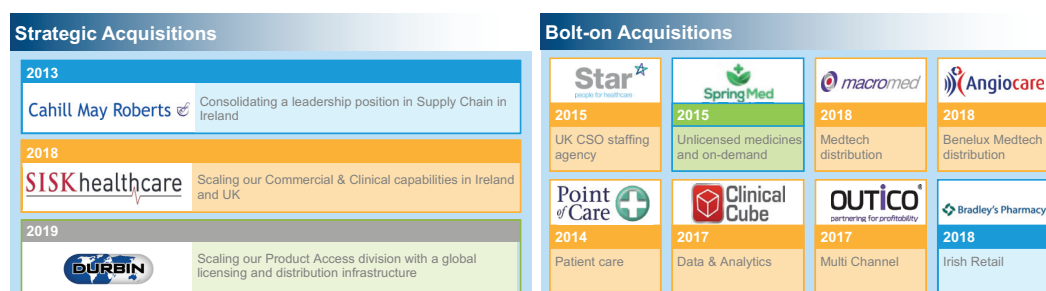 Strategic Acquisitions
2013
Cahill May Roberts
Consolidating a leadership position in Supply Chain in
Ireland
2018
SISK healthcare
Scaling our Commercial & Clinical capabilities in Ireland
and UK
2019
DURBIN
Scaling our Product Access division with a global
licensing and distribution infrastructure
Bolt-on Acquisitions
Star
people for healthcare
2015
UK CSO staffing
agency
SpringMed
2015
Unlicensed medicines
and on-demand
macromed
2018
Medtech
distribution
Angiocare
2018
Benelux Medtech
distribution
Point
of Care
2014
Patient care
Clinical
Cube
2017
Data & Analytics
OUTiCO
partnering for profitability
2017
Multi Channel
Bradley's Pharmacy
2018
Irish Retail